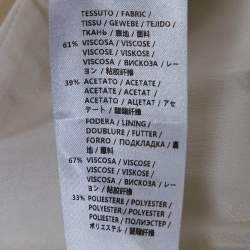 TESSUTO / FABRIC /
TISSU / GEWEBE / TEJIDO /
ТКАНЬ / 無地 / 面料
61% VISCOSA / VISCOSE /
VISCOSE / VISKOSE /
VISCOSA / ВИСКОЗА / レー
ヨン / 粘胶纤维
39% ACETATO / ACETATE /
ACETATE / ACETAT /
ACETATO / АЦЕТАТ / アセ
テート / 醋酯纤维
FODERA / LINING /
DOUBLURE / FUTTER /
FORRO / ПОДКЛАДКА / 裏
地 / 里料
67% VISCOSA / VISCOSE /
VISCOSE / VISKOSE /
VISCOSA / ВИСКОЗА / レー
ヨン / 粘胶纤维
33% POLIESTERE / POLYESTER /
POLYESTER / POLYESTER /
POLIESTER / ПОЛИЭСТЕР /
ポリエステル / 聚酯纤维